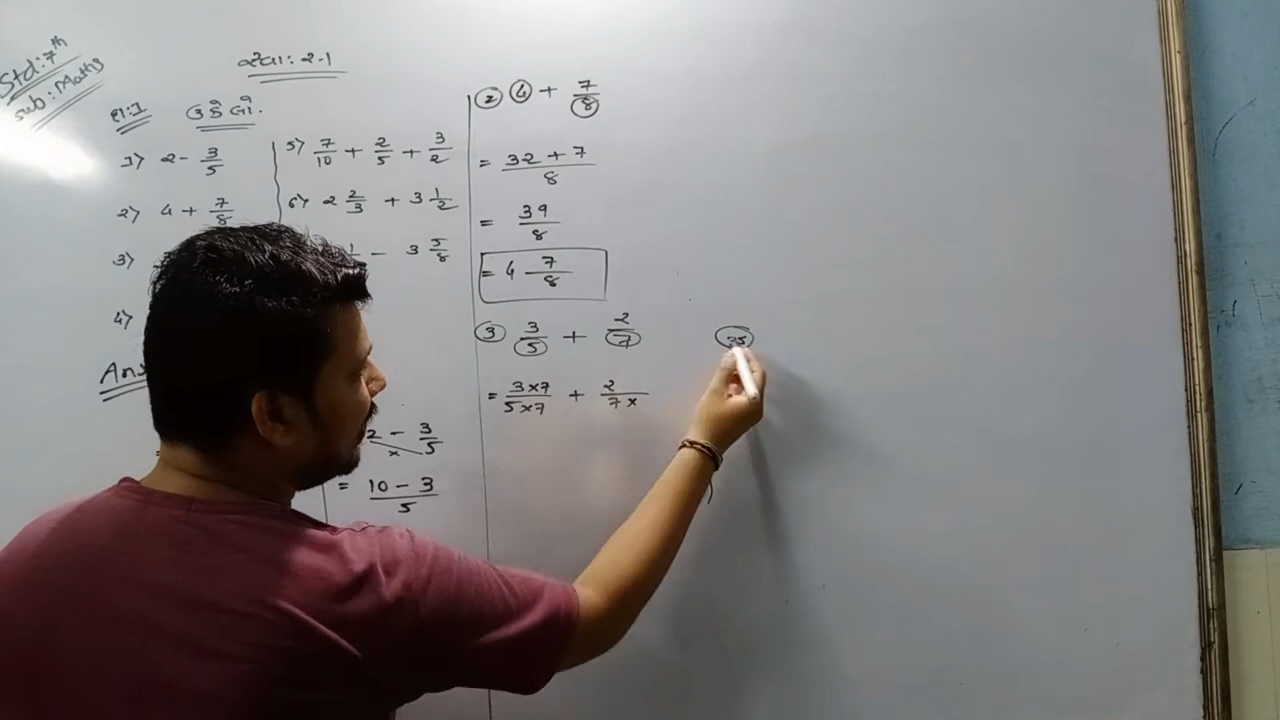 Std: 7th
Sub: Maths
સ્વા: 2.1
પ્ર:1 ઉકેલો.
1) 2 - 3/5
2) 4 + 7/8
3)
4)
5) 7/10 + 2/5 + 3/2
6) 2 2/3 + 3 1/2
- 3 5/8
Ans
2 - 3/5
×
= 10 - 3 / 5
② 4 + 7/8
= 32 + 7 / 8
= 39/8
= 4 7/8
③ 3/5 + 2/7 35
= 3×7 / 5×7 + 2 / 7×